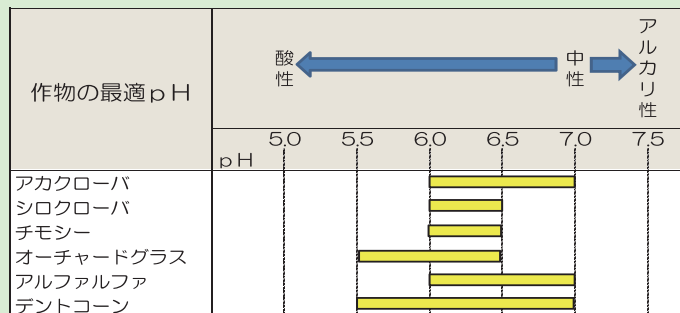 作物の最適pH
酸性
中性
アルカリ性
5.0 5.5 6.0 6.5 7.0 7.5
pH
アカクローバ
シロクローバ
チモシー
オーチャードグラス
アルファルファ
デントコーン